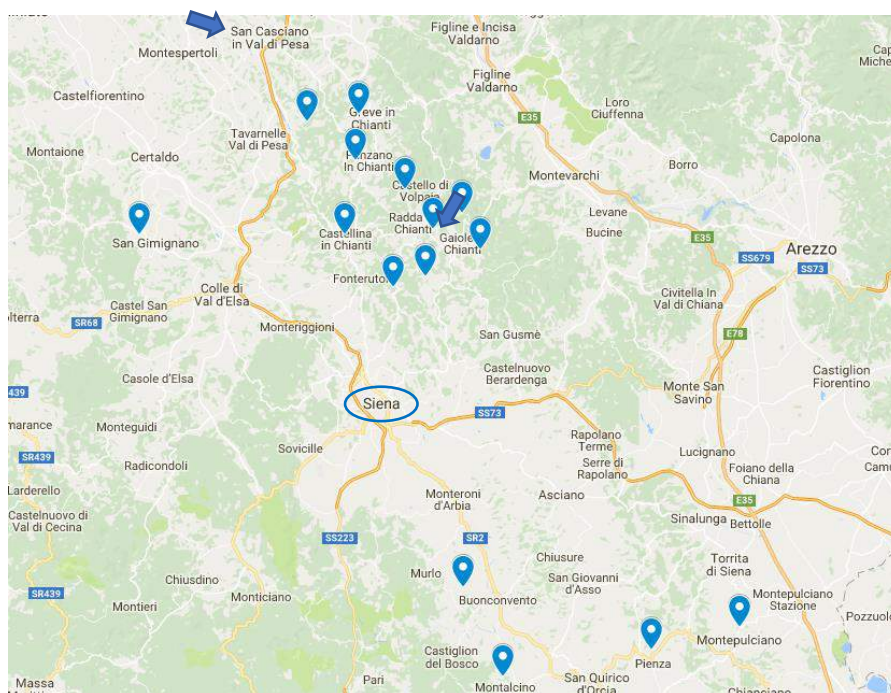 San Casciano
in Val di Pesa
Figline e Incisa
Valdarno
Montespertoli
Figline
Valdarno
Castelfiorentino
Loro
Ciuffenna
Greve in
Chianti
E35
Tavarnelle
Val di Pesa
Capolona
Montaione
Certaldo
Panzano
In Chianti
Borro
Montevarchi
Castello di
Volpaia
Levane
Radda
Chianti
Bucine
San Gimignano
Castellina
in Chianti
Gaiole
Chianti
E35
Arezzo
SS679
SS73
Fonterutoli
Colle di
Val d'Elsa
Civitella In
Val di Chiana
Castel San
Gimignano
SR68
Monteriggioni
San Gusmè
E78
Castelnuovo
Berardenga
Castiglion
Fiorentino
Casole d'Elsa
Monte San
Savino
439
Siena
SS73
Monteguidi
Rapolano
Terme
Sovicille
Lucignano
SR439
Radicondoli
Serre di
Rapolano
Foiano della
Chiana
Larderello
Monteroni
d'Arbia
Asciano
E35
Castelnuovo di
Val di Cecina
Sinalunga
Bettolle
SS223
SR2
Chiusure
Torrita
di Siena
Murlo
San Giovanni
d'Asso
Chiusdino
SR439
Monticiano
Buonconvento
Montepulciano
Stazione
Montieri
Montepulciano
Castiglion
del Bosco
Pienza
Pari
Montalcino
San Quirico
d'Orcia
Massa